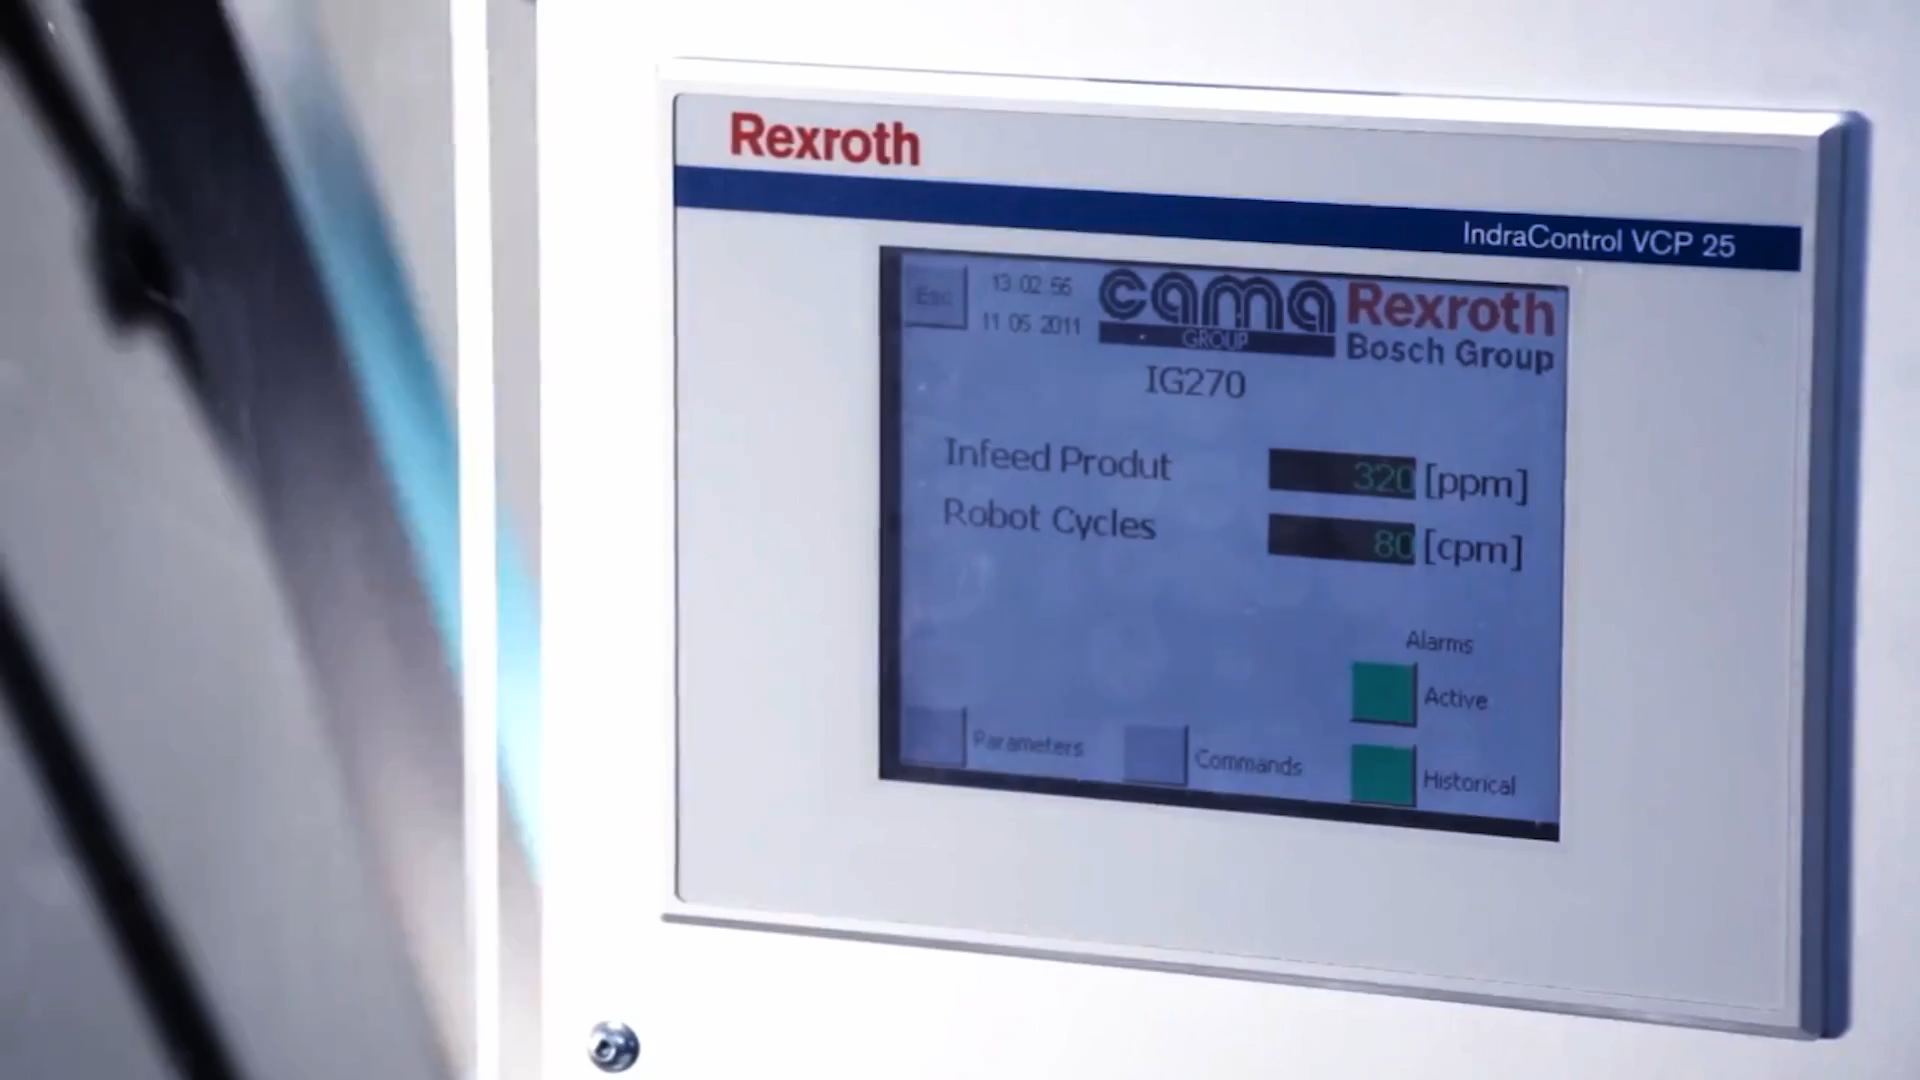 Rexroth
IndraControl VCP 25
Esc
13 02 56
11 05 2011
cama
GROUP
Rexroth
Bosch Group
IG270
Infeed Produt 320 [ppm]
Robot Cycles 80 [cpm]
Alarms
Active
Parameters
Commands
Historical